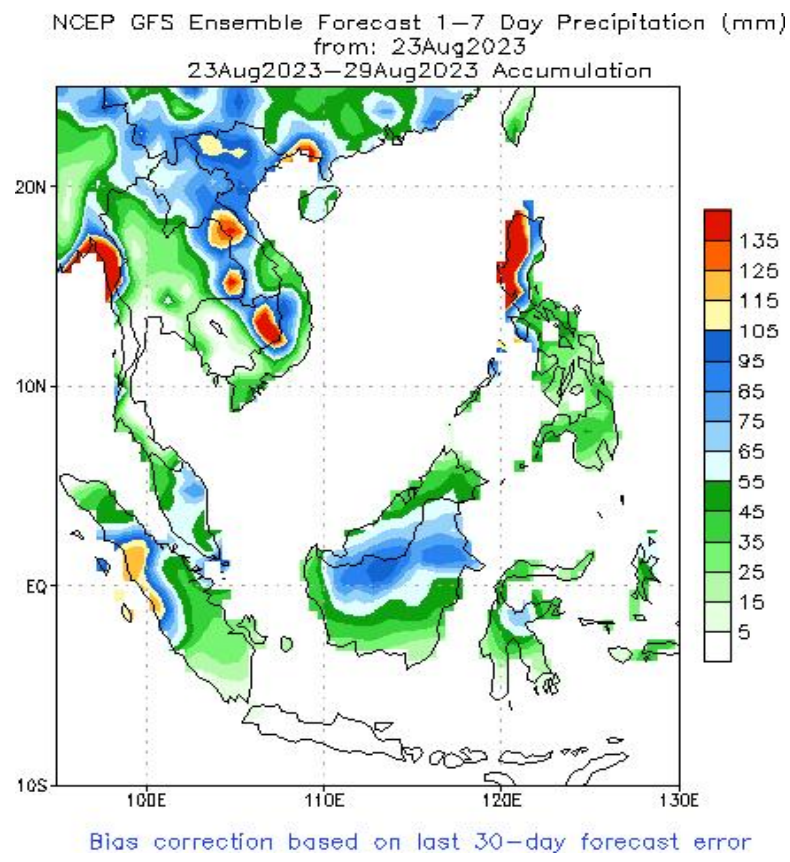 NCEP GFS Ensemble Forecast 1-7 Day Precipitation (mm)
from: 23Aug2023
23Aug2023-29Aug2023 Accumulation
20N
10N
EQ
10S
100E
110E
120E
130E
135
125
115
105
95
85
75
65
55
45
35
25
15
5
Bias correction based on last 30-day forecast error